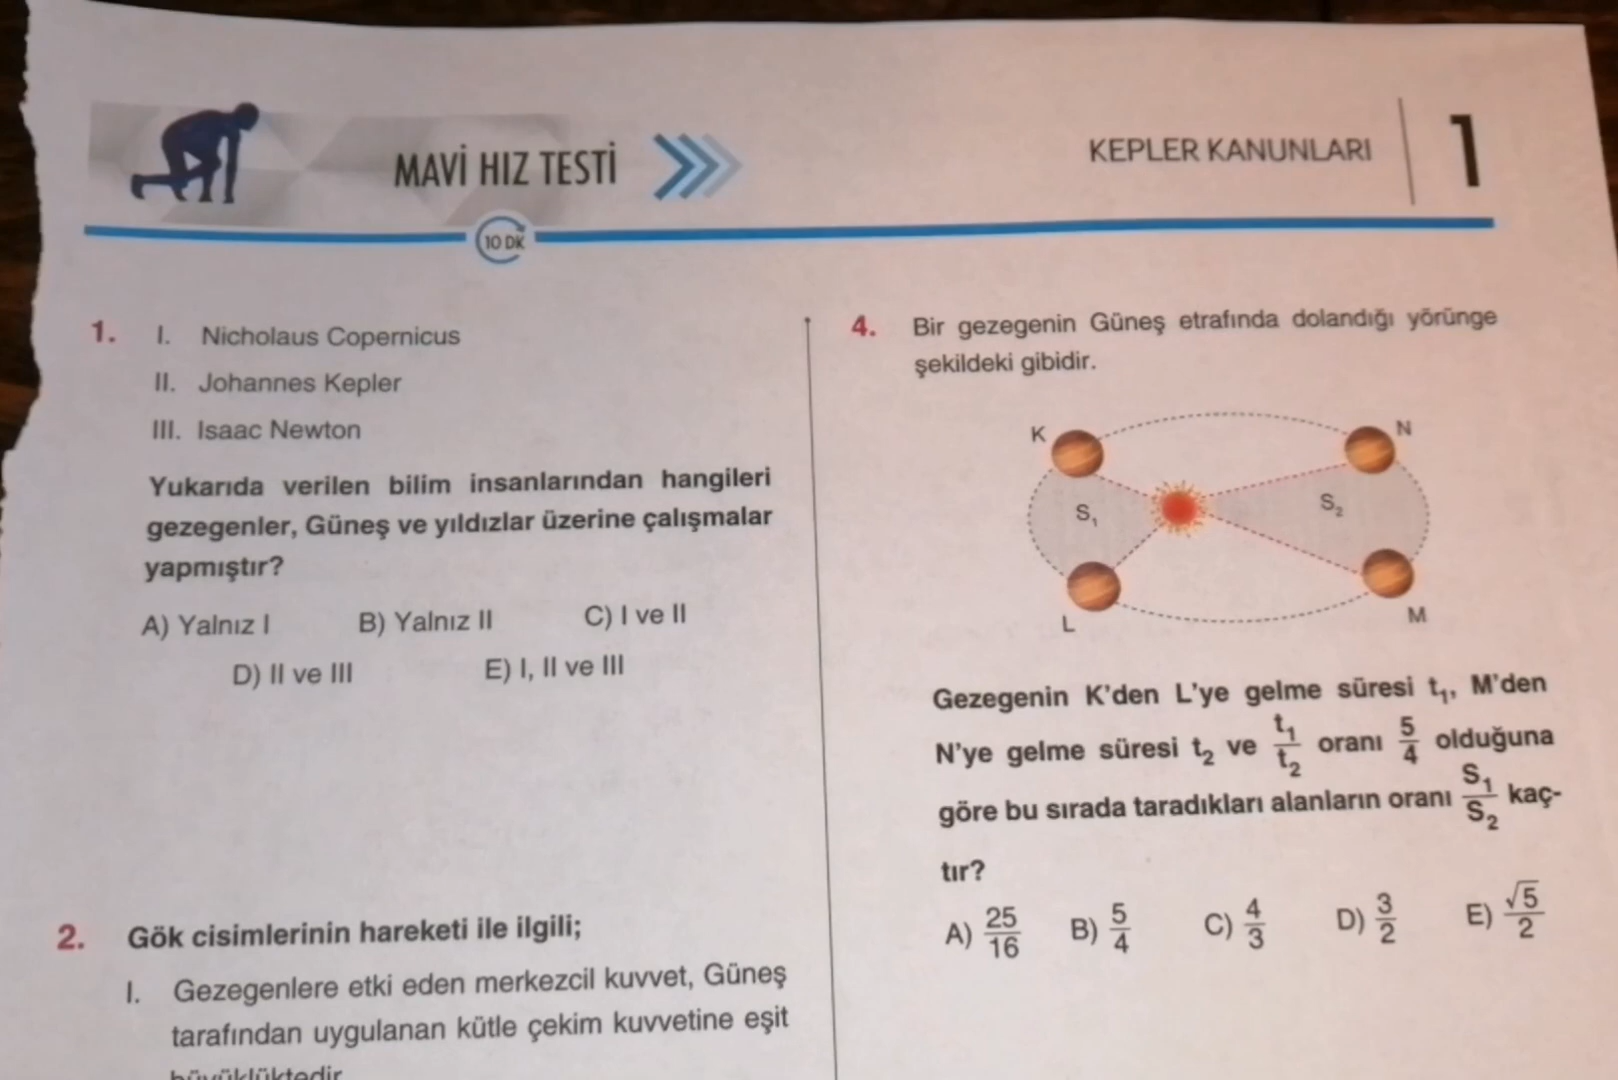 MAVİ HIZ TESTİ
KEPLER KANUNLARI
1
10 DK
1. I. Nicholaus Copernicus
II. Johannes Kepler
III. Isaac Newton
Yukarıda verilen bilim insanlarından hangileri
gezegenler, Güneş ve yıldızlar üzerine çalışmalar
yapmıştır?
A) Yalnız I B) Yalnız II C) I ve II
D) II ve III E) I, II ve III
2. Gök cisimlerinin hareketi ile ilgili;
I. Gezegenlere etki eden merkezcil kuvvet, Güneş
tarafından uygulanan kütle çekim kuvvetine eşit
büyüklüktedir
4. Bir gezegenin Güneş etrafında dolandığı yörünge
şekildeki gibidir.
K N
S₁ S₂
L M
Gezegenin K'den L'ye gelme süresi t₁, M'den
N'ye gelme süresi t₂ ve t₁/t₂ oranı 5/4 olduğuna
göre bu sırada taradıkları alanların oranı S₁/S₂ kaç-
tır?
A) 25/16 B) 5/4 C) 4/3 D) 3/2 E) √5/2